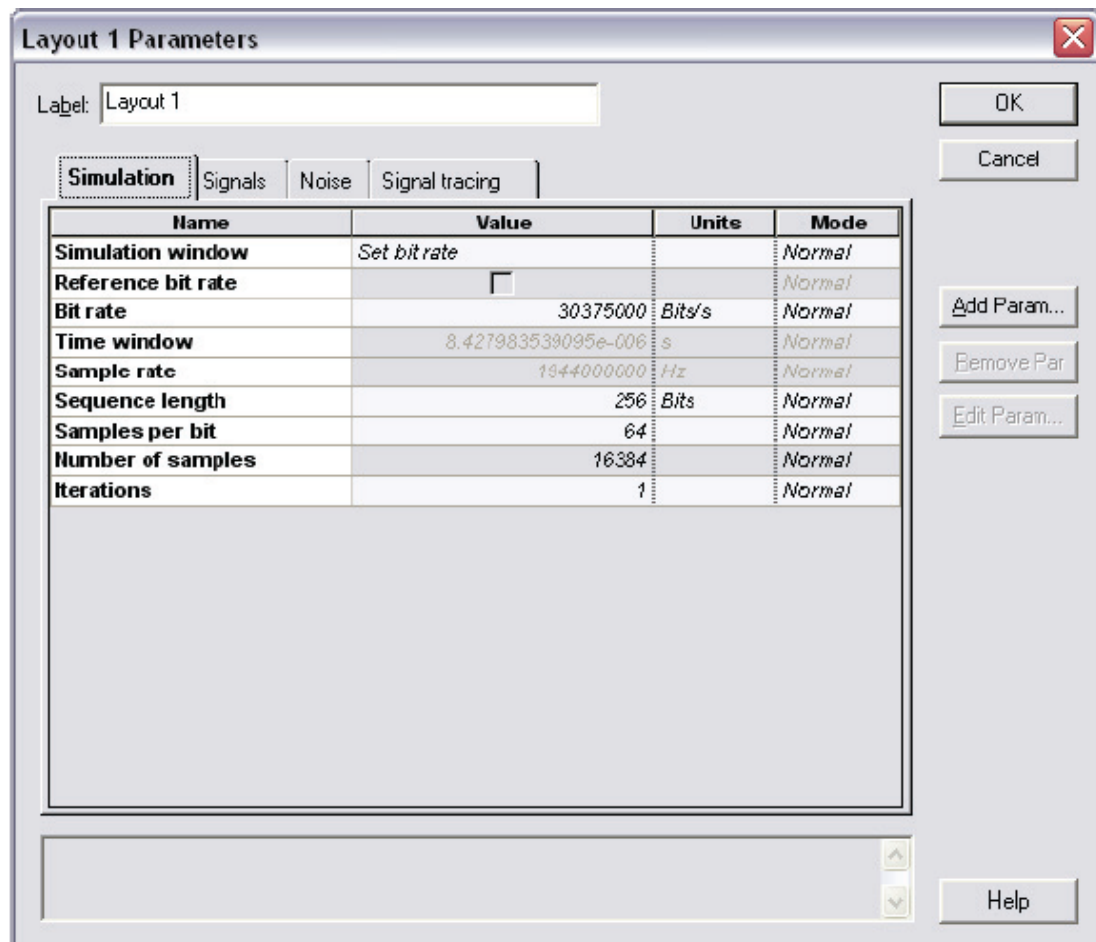 Layout 1 Parameters
Label: Layout 1
OK
Cancel
Simulation Signals Noise Signal tracing
Name Value Units Mode
Simulation window Set bit rate Normal
Reference bit rate Normal
Bit rate 30375000 Bits/s Normal
Time window 8.427983539095e-006 s Normal
Sample rate 1944000000 Hz Normal
Sequence length 256 Bits Normal
Samples per bit 64 Normal
Number of samples 16384 Normal
Iterations 1 Normal
Add Param...
Remove Par
Edit Param...
Help